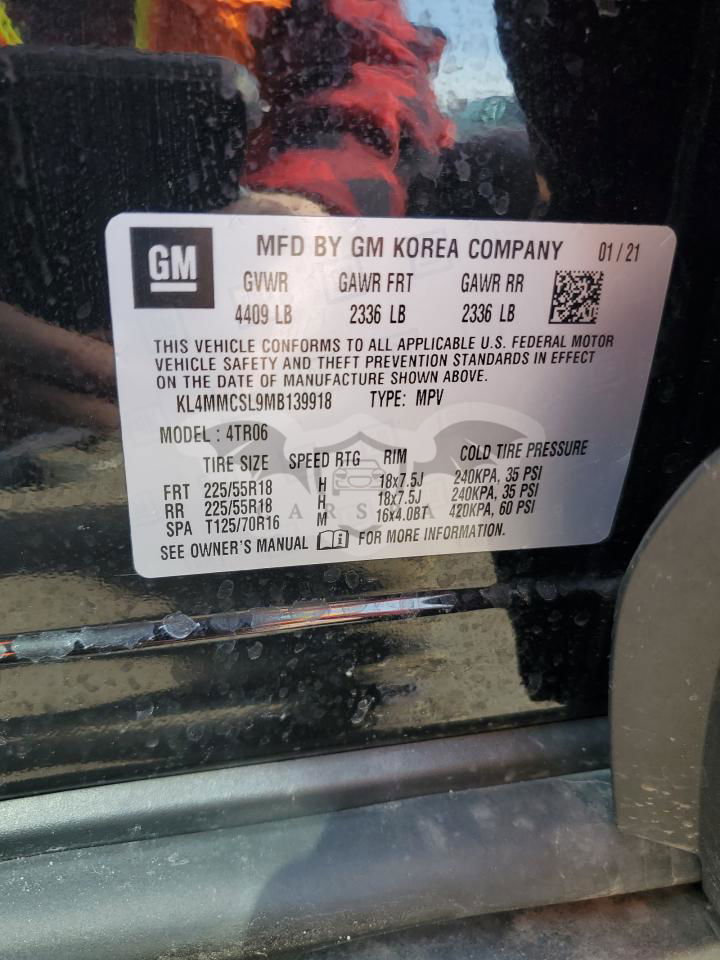 GM MFD BY GM KOREA COMPANY 01/21
GVWR GAWR FRT GAWR RR
4409 LB 2336 LB 2336 LB
THIS VEHICLE CONFORMS TO ALL APPLICABLE U.S. FEDERAL MOTOR
VEHICLE SAFETY AND THEFT PREVENTION STANDARDS IN EFFECT
ON THE DATE OF MANUFACTURE SHOWN ABOVE.
KL4MMCSL9MB139918 TYPE: MPV
MODEL: 4TR06
TIRE SIZE SPEED RTG RIM COLD TIRE PRESSURE
FRT 225/55R18 H 18x7.5J 240KPA, 35 PSI
RR 225/55R18 H 18x7.5J 240KPA, 35 PSI
SPA T125/70R16 M 16x4.0BT 420KPA, 60 PSI
SEE OWNER'S MANUAL i FOR MORE INFORMATION.